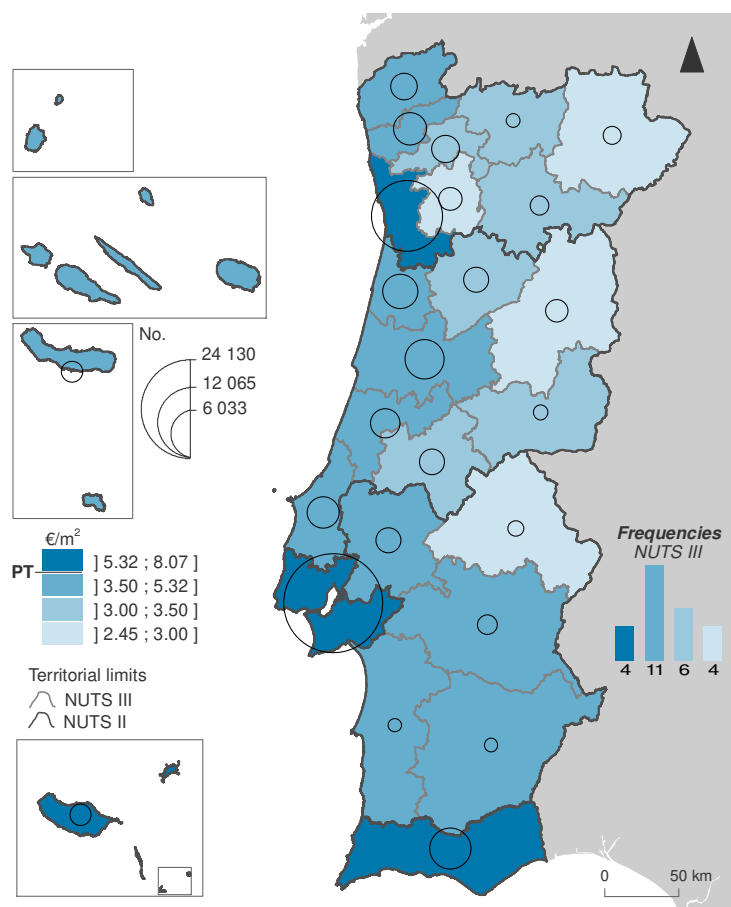 No.
24 130
12 065
6 033
€/m²
PT
] 5.32 ; 8.07 ]
] 3.50 ; 5.32 ]
] 3.00 ; 3.50 ]
] 2.45 ; 3.00 ]
Territorial limits
NUTS III
NUTS II
Frequencies
NUTS III
4 11 6 4
0 50 km